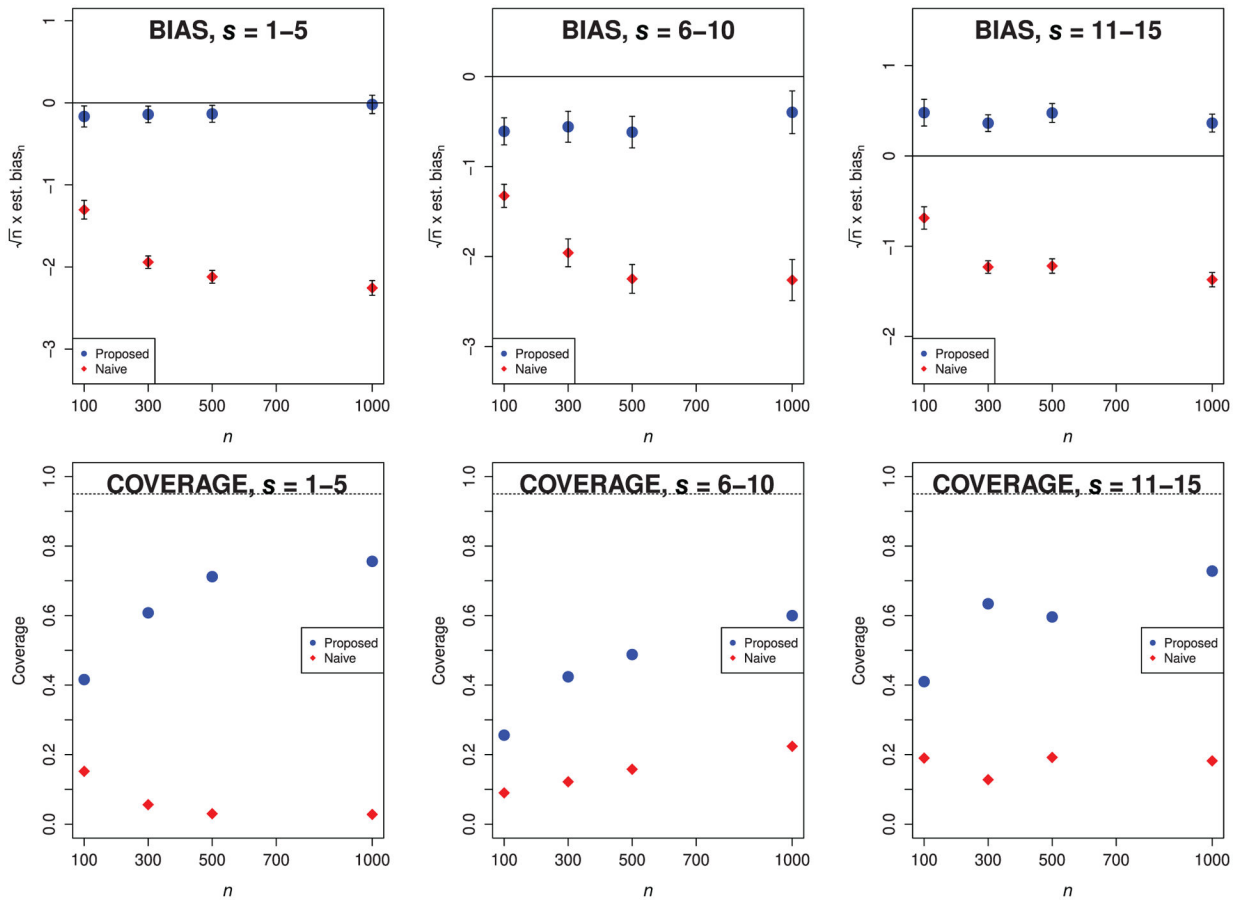 BIAS, s = 1–5
√n x est. bias_n
1
0
−1
−2
−3
Proposed
Naive
100 300 500 700 1000
n
BIAS, s = 6–10
√n x est. bias_n
0
−1
−2
−3
Proposed
Naive
100 300 500 700 1000
n
BIAS, s = 11–15
√n x est. bias_n
1
0
−1
−2
Proposed
Naive
100 300 500 700 1000
n
COVERAGE, s = 1–5
Coverage
1.0
0.8
0.6
0.4
0.2
0.0
Proposed
Naive
100 300 500 700 1000
n
COVERAGE, s = 6–10
Coverage
1.0
0.8
0.6
0.4
0.2
0.0
Proposed
Naive
100 300 500 700 1000
n
COVERAGE, s = 11–15
Coverage
1.0
0.8
0.6
0.4
0.2
0.0
Proposed
Naive
100 300 500 700 1000
n